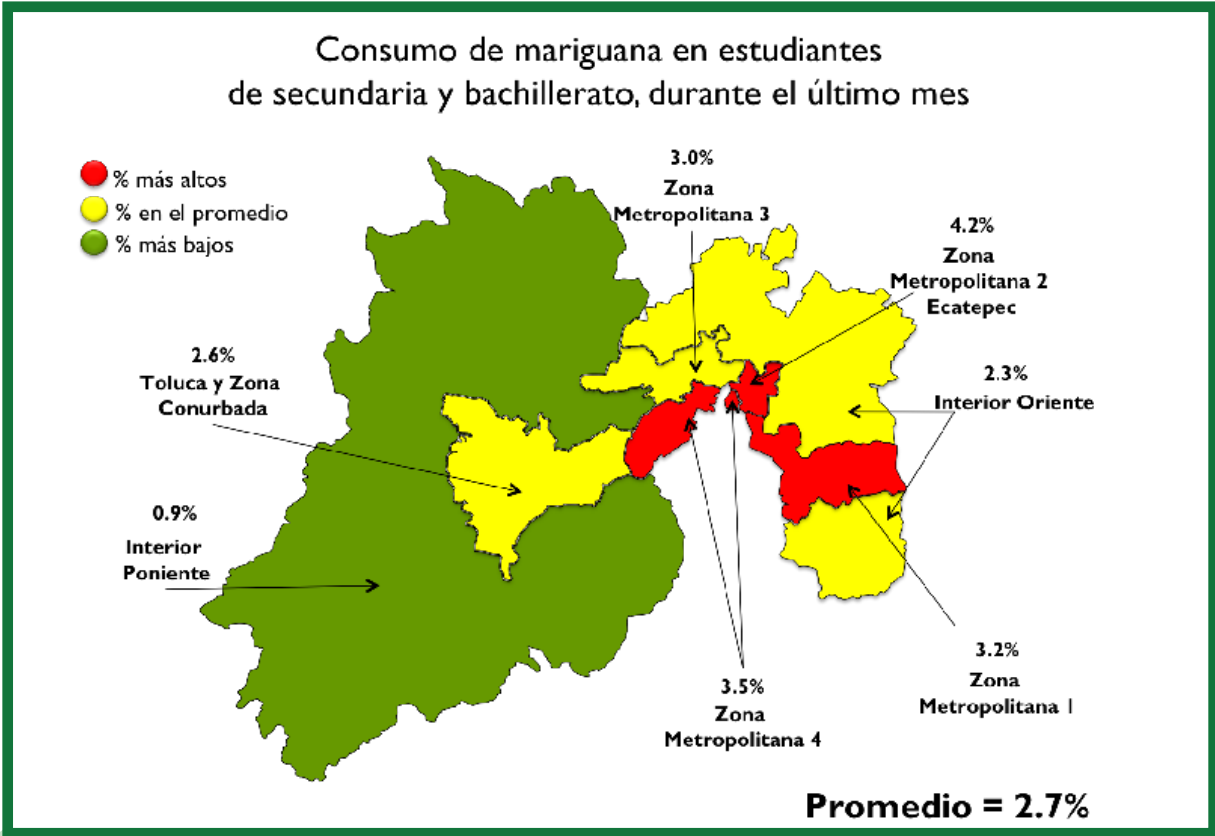 Consumo de mariguana en estudiantes
de secundaria y bachillerato, durante el último mes
% más altos
% en el promedio
% más bajos
3.0%
Zona
Metropolitana 3
4.2%
Zona
Metropolitana 2
Ecatepec
2.6%
Toluca y Zona
Conurbada
2.3%
Interior Oriente
0.9%
Interior
Poniente
3.2%
Zona
Metropolitana 1
3.5%
Zona
Metropolitana 4
Promedio = 2.7%